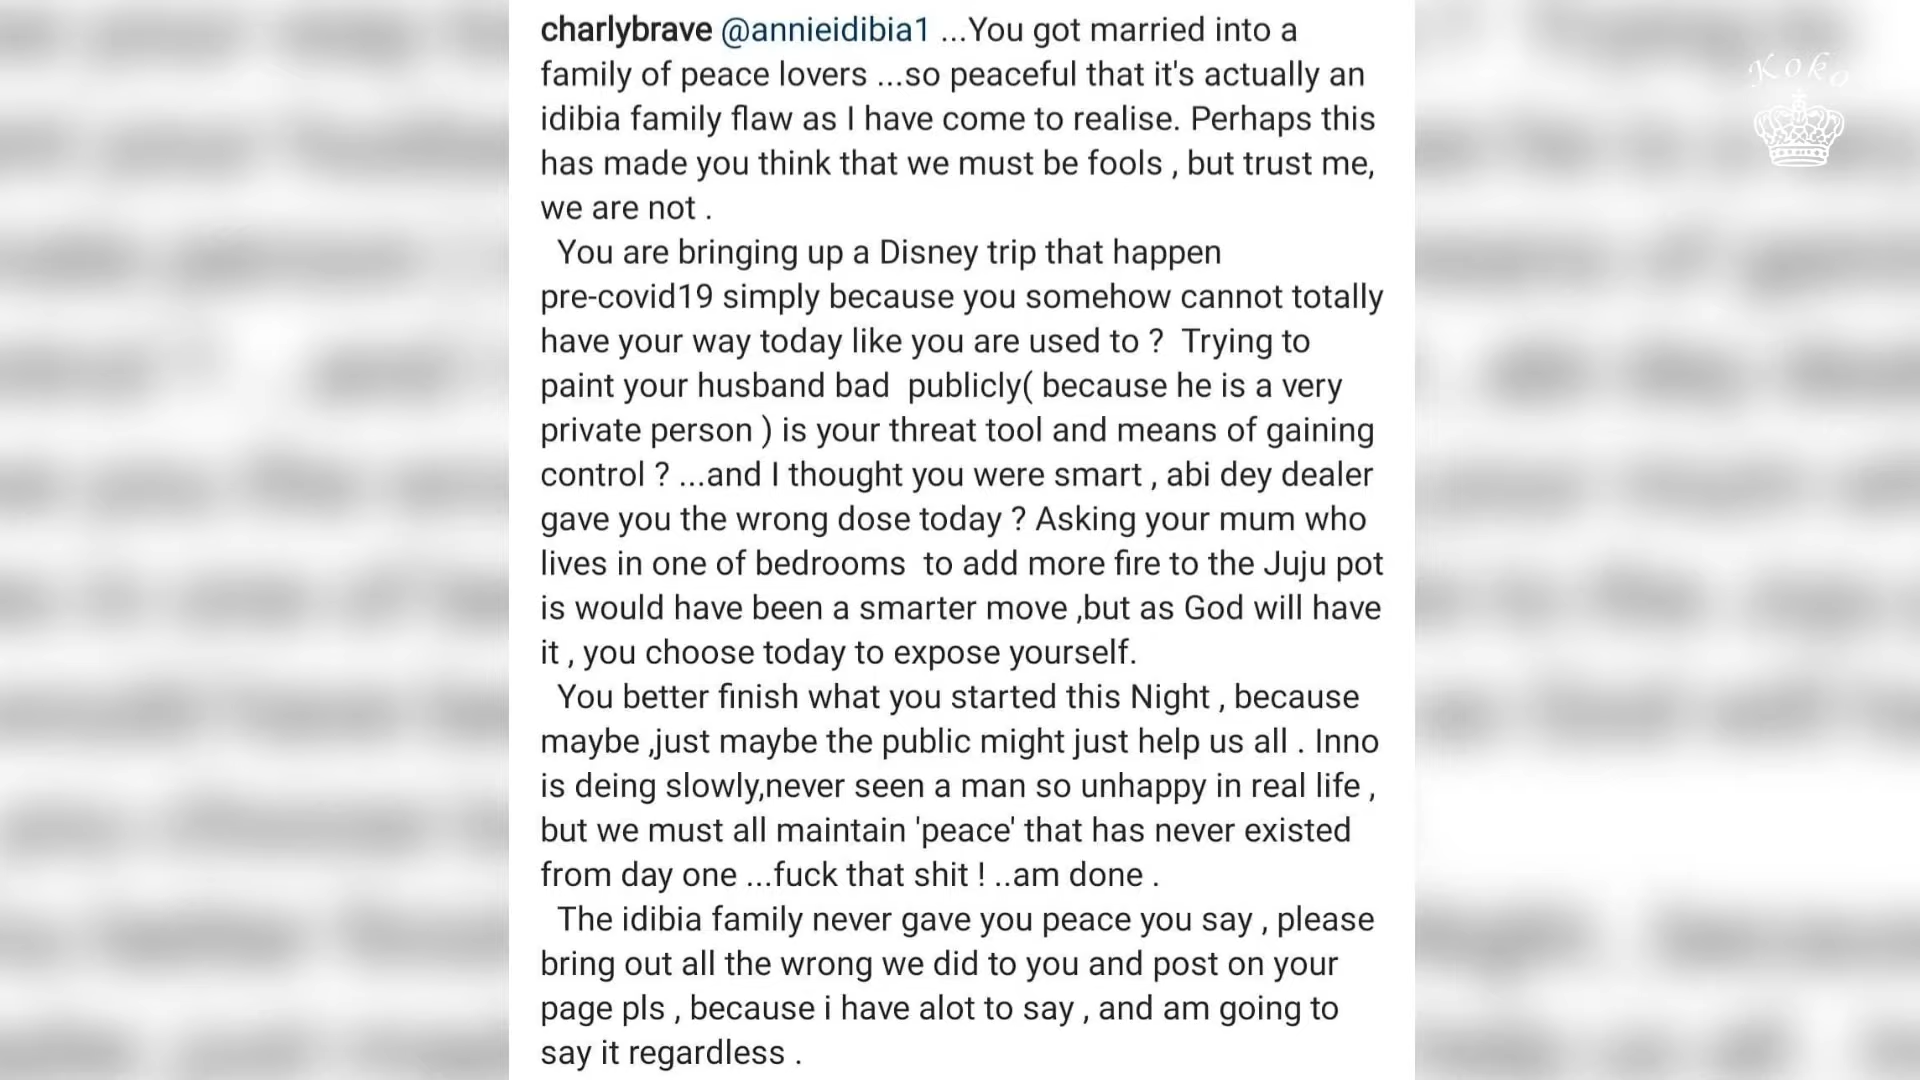 charlybrave @annieidibia1 ...You got married into a
family of peace lovers ...so peaceful that it's actually an
idibia family flaw as I have come to realise. Perhaps this
has made you think that we must be fools , but trust me,
we are not .
You are bringing up a Disney trip that happen
pre-covid19 simply because you somehow cannot totally
have your way today like you are used to ?  Trying to
paint your husband bad  publicly( because he is a very
private person ) is your threat tool and means of gaining
control ? ...and I thought you were smart , abi dey dealer
gave you the wrong dose today ? Asking your mum who
lives in one of bedrooms  to add more fire to the Juju pot
is would have been a smarter move ,but as God will have
it , you choose today to expose yourself.
You better finish what you started this Night , because
maybe ,just maybe the public might just help us all . Inno
is deing slowly,never seen a man so unhappy in real life ,
but we must all maintain 'peace' that has never existed
from day one ...fuck that shit ! ..am done .
The idibia family never gave you peace you say , please
bring out all the wrong we did to you and post on your
page pls , because i have alot to say , and am going to
say it regardless .
Koko